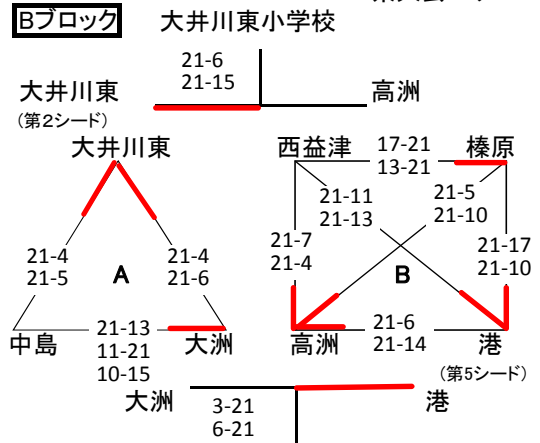 Bブロック 大井川東小学校
21-6
21-15
大井川東 高洲
(第2シード)
大井川東
西益津 17-21 榛原
13-21
21-11 21-5
21-13 21-10
21-4 21-4
21-5 21-6
A
21-7
21-4
B
21-17
21-10
中島 21-13 大洲
11-21
10-15
高洲 21-6 港
21-14
(第5シード)
大洲 3-21 港
6-21